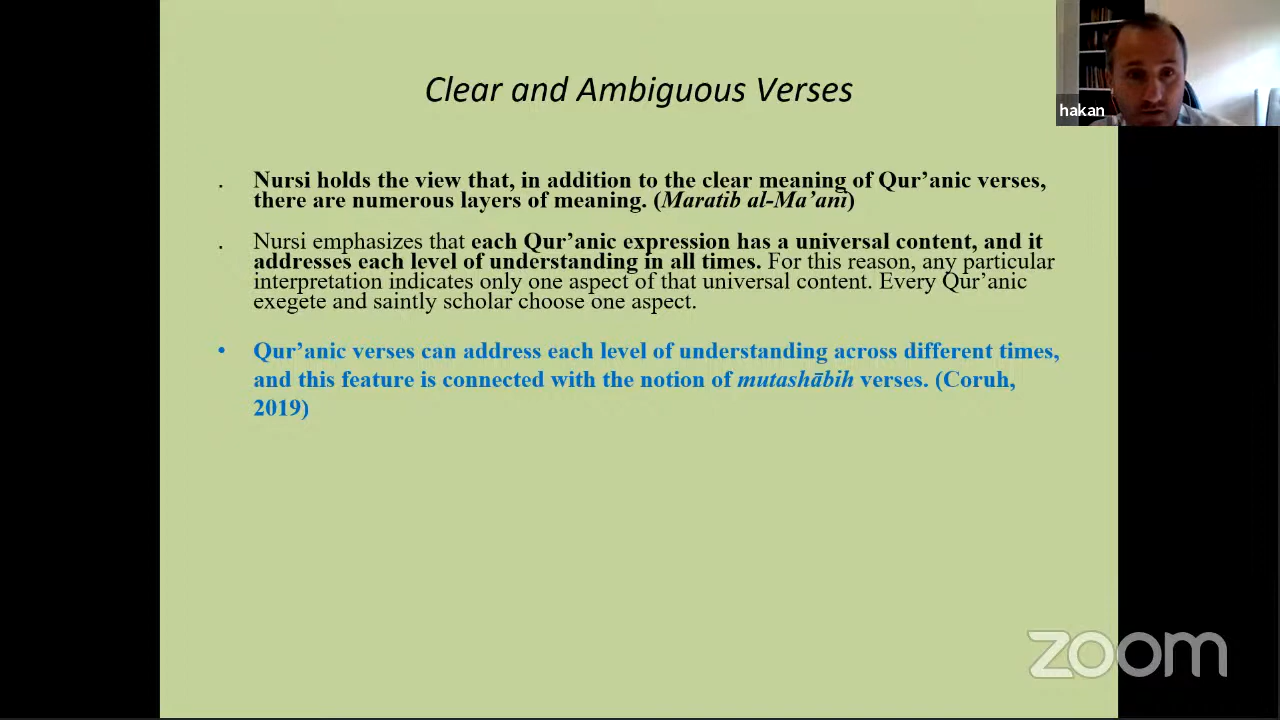 Clear and Ambiguous Verses
hakan
. Nursi holds the view that, in addition to the clear meaning of Qur’anic verses,
there are numerous layers of meaning. (Maratib al-Ma’ani)
. Nursi emphasizes that each Qur’anic expression has a universal content, and it
addresses each level of understanding in all times. For this reason, any particular
interpretation indicates only one aspect of that universal content. Every Qur’anic
exegete and saintly scholar choose one aspect.
• Qur’anic verses can address each level of understanding across different times,
and this feature is connected with the notion of mutashābih verses. (Coruh,
2019)
zoom